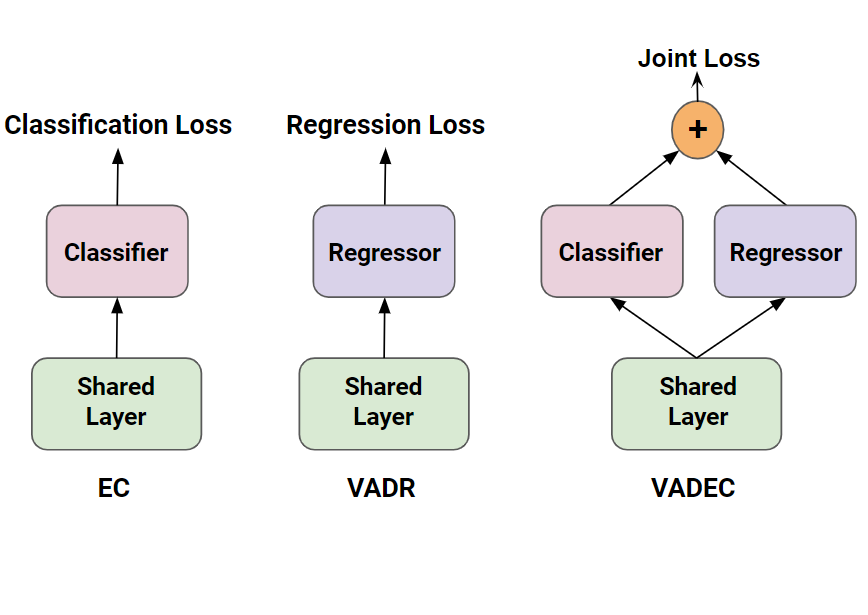 Joint Loss
Classification Loss
Regression Loss
+
Classifier
Regressor
Classifier
Regressor
Shared
Layer
Shared
Layer
Shared
Layer
EC
VADR
VADEC